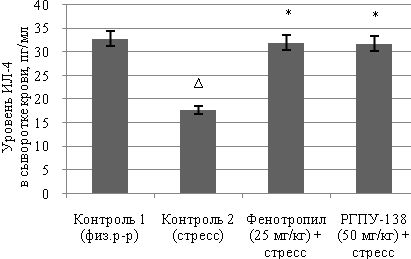 Уровень ИЛ-4
в сыворотке крови, пг/мл
40
35
30
25
20
15
10
5
0
*
*
Δ
Контроль 1
(физ.р-р)
Контроль 2
(стресс)
Фенотропил
(25 мг/кг) +
стресс
РГПУ-138
(50 мг/кг) +
стресс